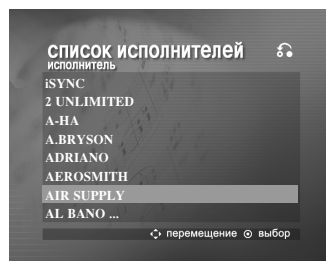 список исполнителей
исполнитель
iSYNC
2 UNLIMITED
A-HA
A.BRYSON
ADRIANO
AEROSMITH
AIR SUPPLY
AL BANO ...
перемещение выбор